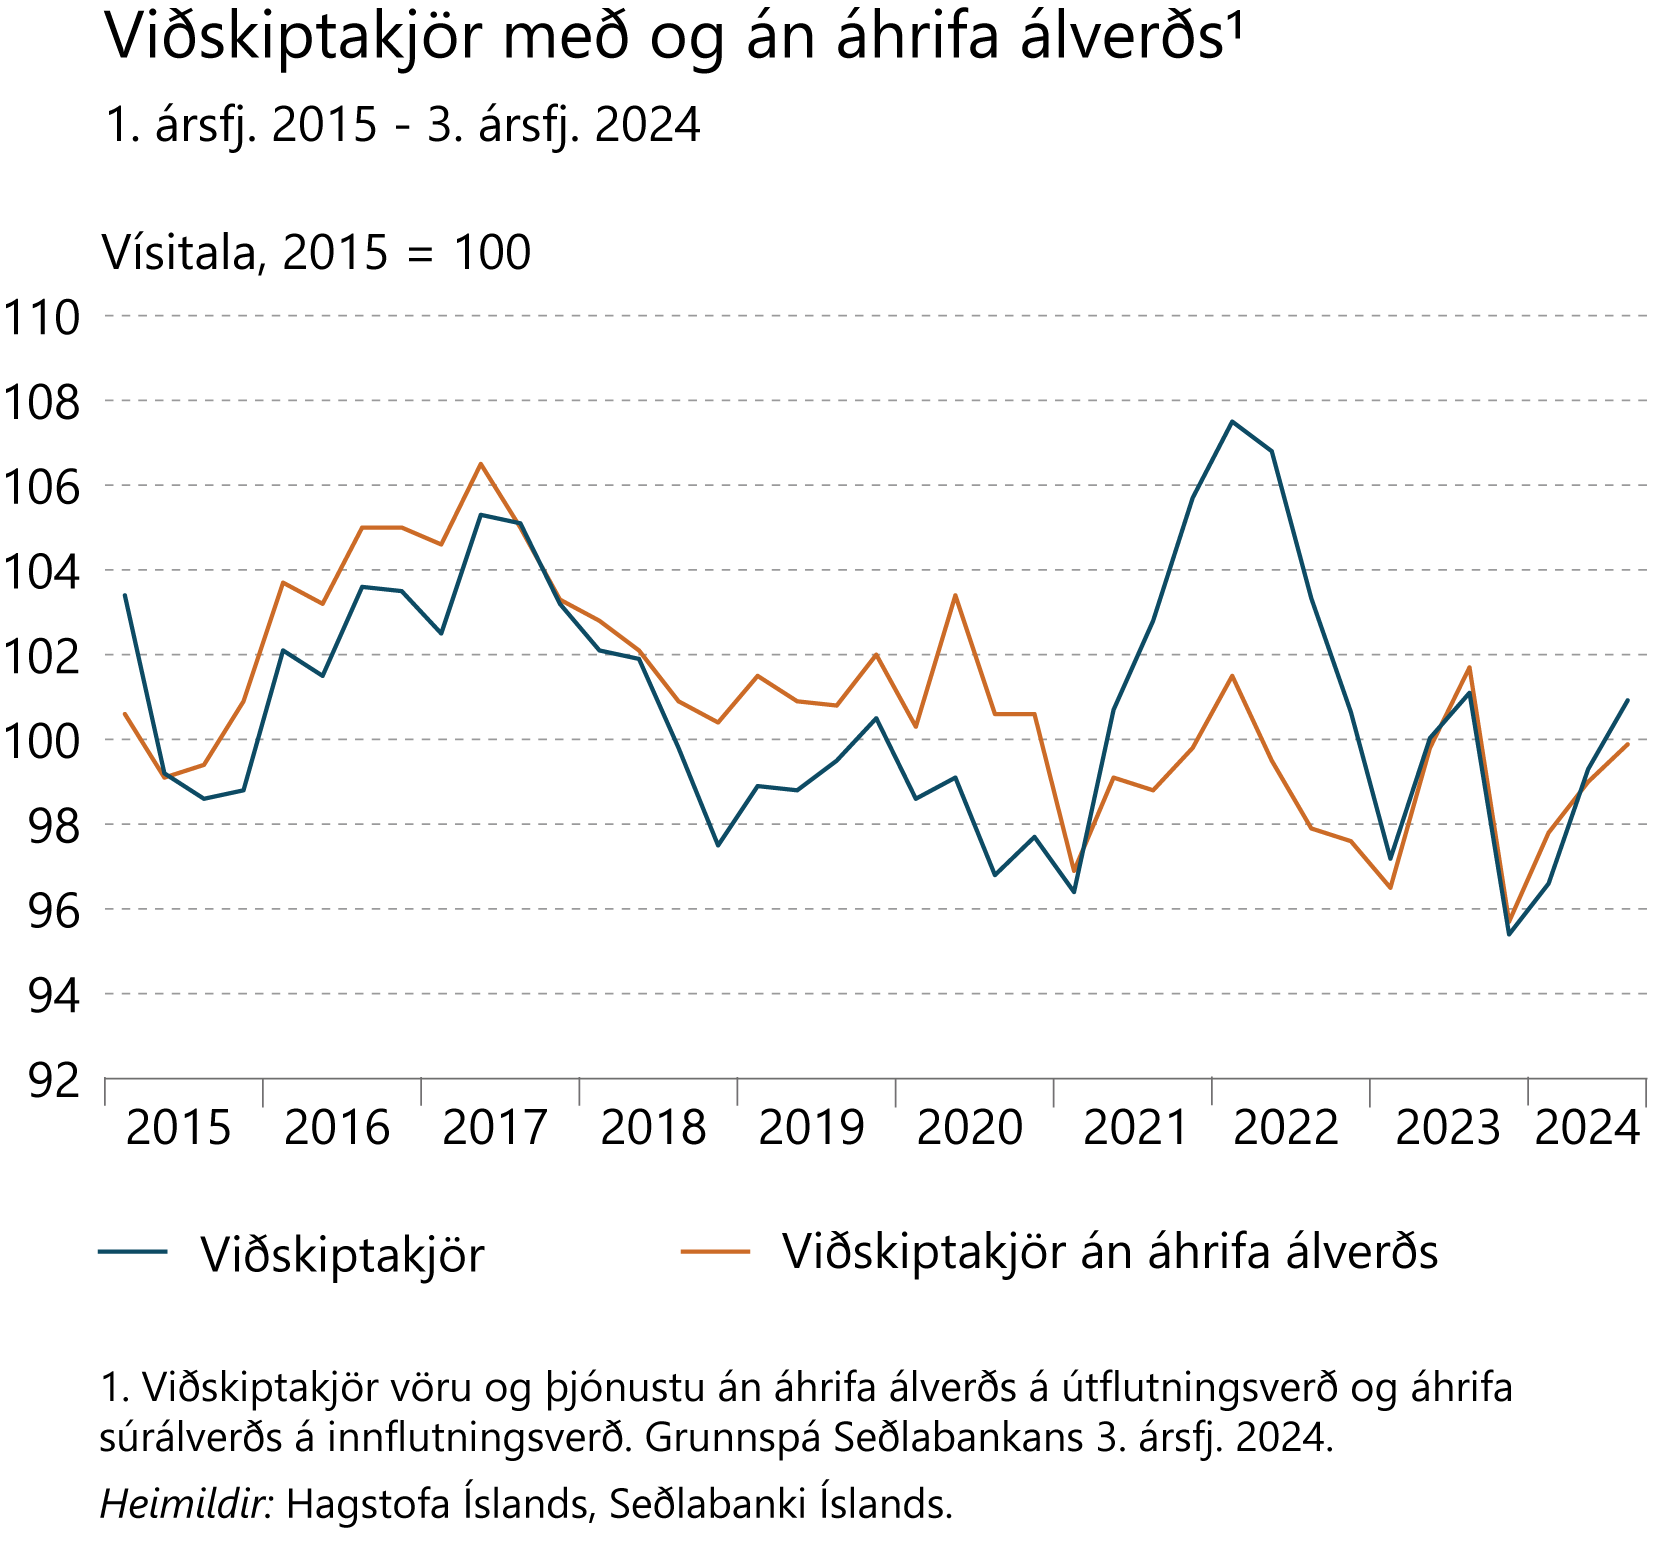 Viðskiptakjör með og án áhrifa álverðs¹
1. ársfj. 2015 - 3. ársfj. 2024
Vísitala, 2015 = 100
110
108
106
104
102
100
98
96
94
92
2015 2016 2017 2018 2019 2020 2021 2022 2023 2024
Viðskiptakjör Viðskiptakjör án áhrifa álverðs
1. Viðskiptakjör vöru og þjónustu án áhrifa álverðs á útflutningsverð og áhrifa
súrálverðs á innflutningsverð. Grunnspá Seðlabankans 3. ársfj. 2024.
Heimildir: Hagstofa Íslands, Seðlabanki Íslands.